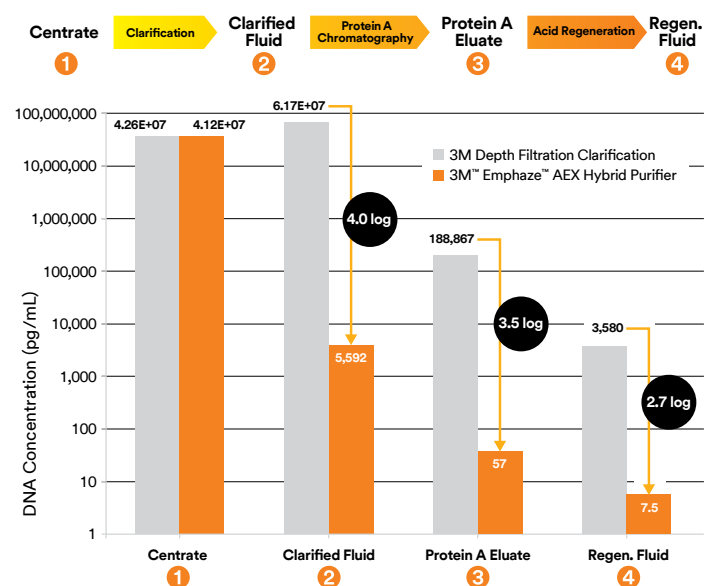 Centrate
1
Clarification
Clarified
Fluid
2
Protein A
Chromatography
Protein A
Eluate
3
Acid Regeneration
Regen.
Fluid
4
DNA Concentration (pg/mL)
100,000,000
10,000,000
1,000,000
100,000
10,000
1,000
100
10
1
3M Depth Filtration Clarification
3M™ Emphaze™ AEX Hybrid Purifier
4.26E+07
4.12E+07
6.17E+07
4.0 log
5,592
188,867
3.5 log
57
3,580
2.7 log
7.5
Centrate
1
Clarified Fluid
2
Protein A Eluate
3
Regen. Fluid
4